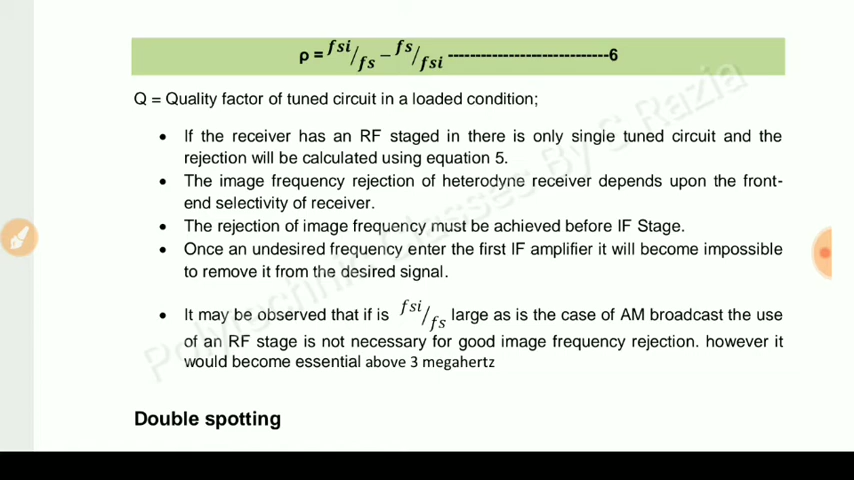 ρ = fsi/fs − fs/fsi -----------------------------6
Q = Quality factor of tuned circuit in a loaded condition;
• If the receiver has an RF staged in there is only single tuned circuit and the
rejection will be calculated using equation 5.
• The image frequency rejection of heterodyne receiver depends upon the front-
end selectivity of receiver.
• The rejection of image frequency must be achieved before IF Stage.
• Once an undesired frequency enter the first IF amplifier it will become impossible
to remove it from the desired signal.
• It may be observed that if is fsi/fs large as is the case of AM broadcast the use
of an RF stage is not necessary for good image frequency rejection. however it
would become essential above 3 megahertz
Double spotting
Polytechnic Classes By S Razia